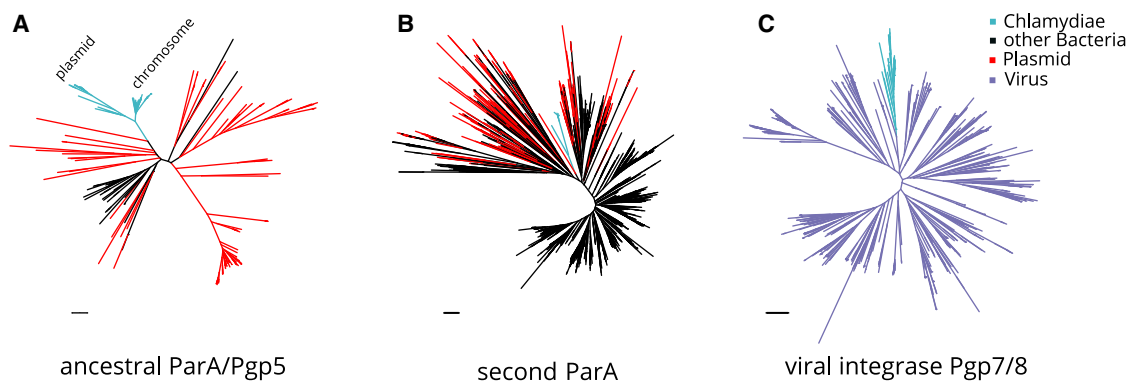 A
plasmid
chromosome
B
C
Chlamydiae
other Bacteria
Plasmid
Virus
ancestral ParA/Pgp5
second ParA
viral integrase Pgp7/8